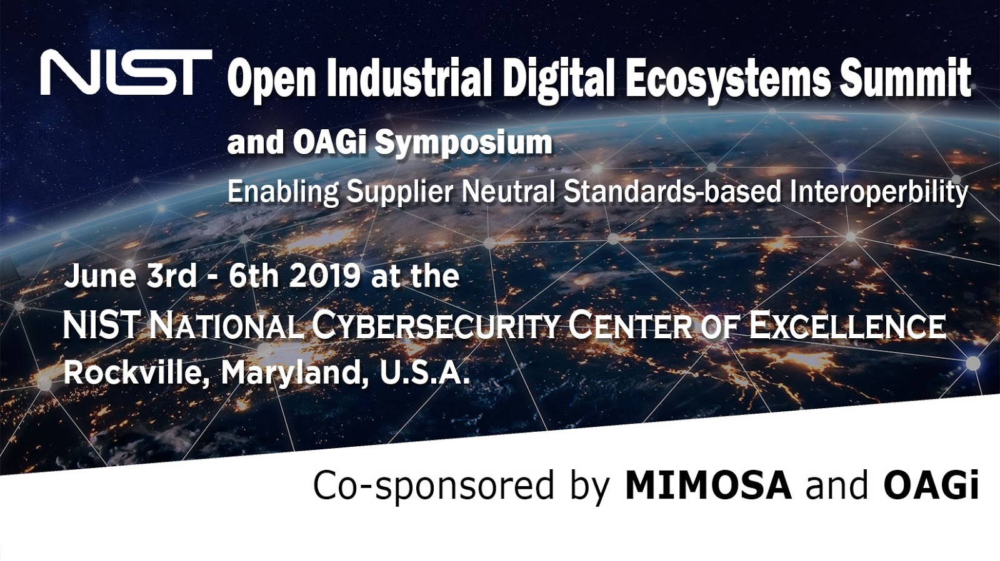 NIST Open Industrial Digital Ecosystems Summit
and OAGi Symposium
Enabling Supplier Neutral Standards-based Interoperbility
June 3rd - 6th 2019 at the
NIST NATIONAL CYBERSECURITY CENTER OF EXCELLENCE
Rockville, Maryland, U.S.A.
Co-sponsored by MIMOSA and OAGi